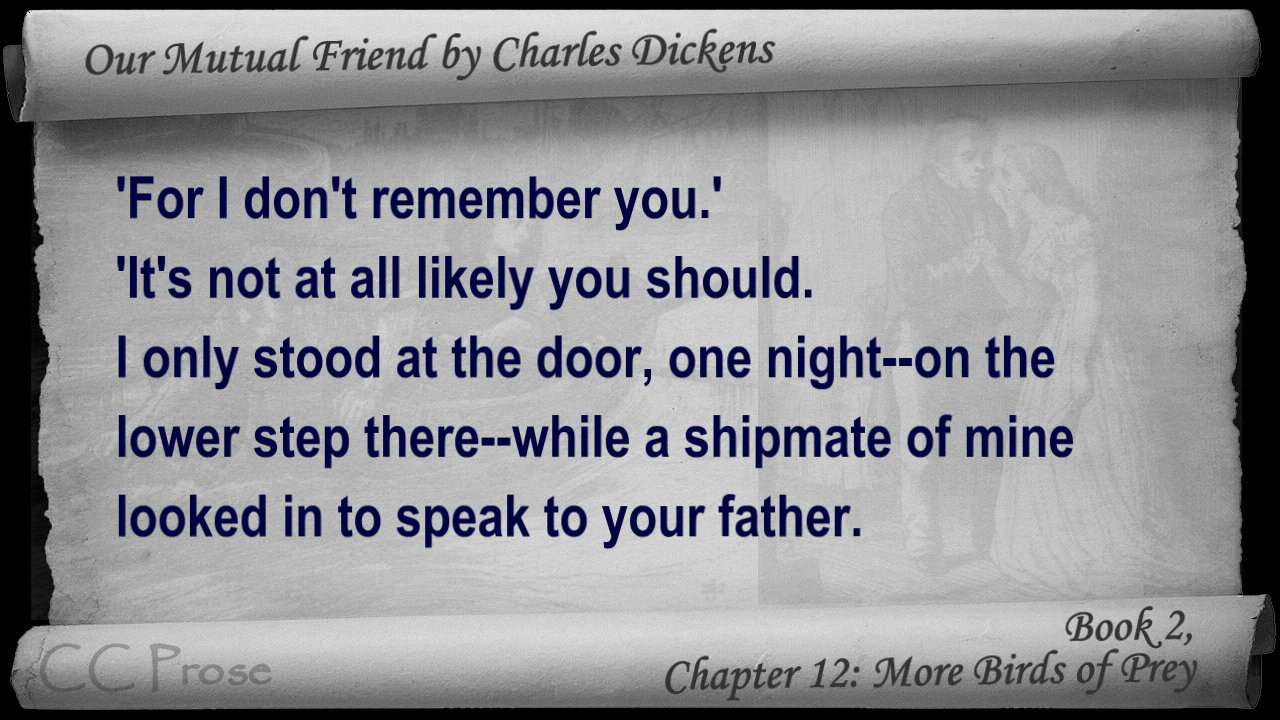 Our Mutual Friend by Charles Dickens
'For I don't remember you.'
'It's not at all likely you should.
I only stood at the door, one night--on the
lower step there--while a shipmate of mine
looked in to speak to your father.
CC Prose
Book 2,
Chapter 12: More Birds of Prey